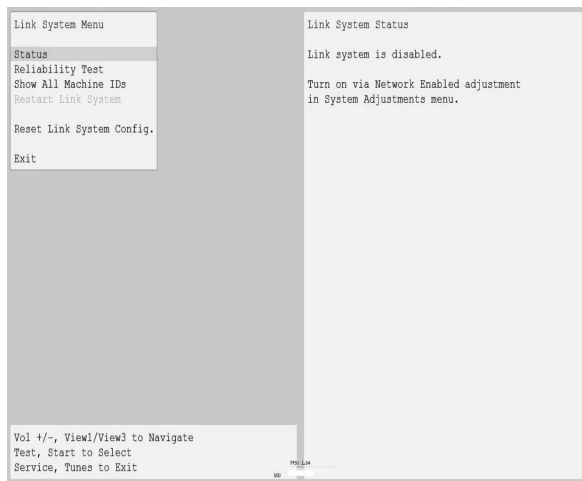 Link System Menu
Status
Reliability Test
Show All Machine IDs
Restart Link System
Reset Link System Config.
Exit
Link System Status
Link system is disabled.
Turn on via Network Enabled adjustment
in System Adjustments menu.
Vol +/-, View1/View3 to Navigate
Test, Start to Select
Service, Tunes to Exit